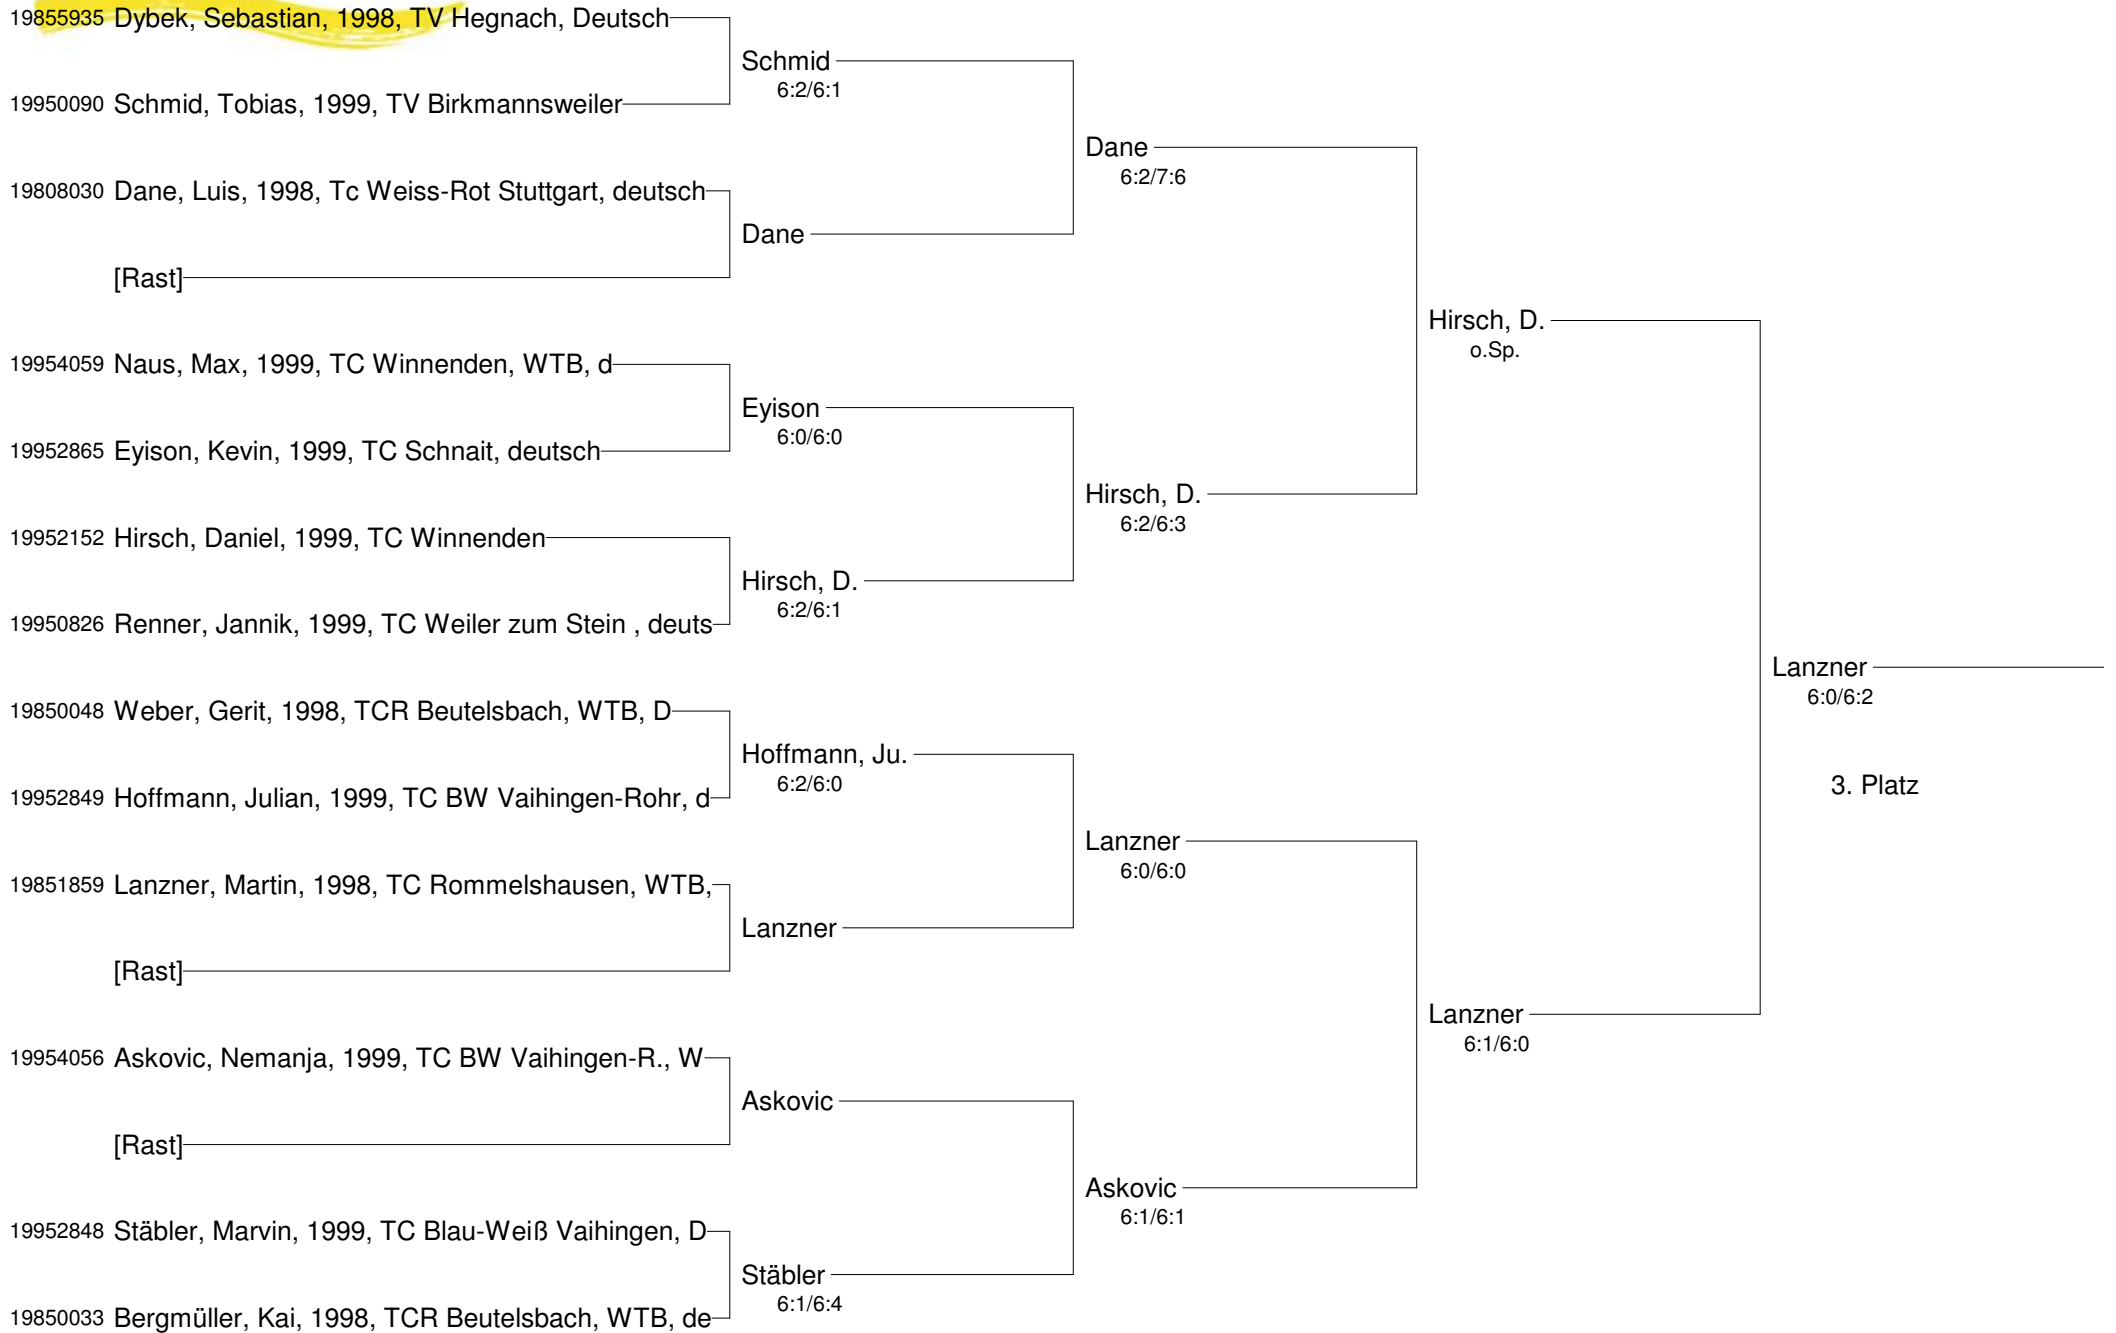 19855935 Dybek, Sebastian, 1998, TV Hegnach, Deutsch
Schmid
6:2/6:1
19950090 Schmid, Tobias, 1999, TV Birkmannsweiler
Dane
6:2/7:6
19808030 Dane, Luis, 1998, Tc Weiss-Rot Stuttgart, deutsch
Dane
[Rast]
Hirsch, D.
o.Sp.
19954059 Naus, Max, 1999, TC Winnenden, WTB, d
Eyison
6:0/6:0
19952865 Eyison, Kevin, 1999, TC Schnait, deutsch
Hirsch, D.
6:2/6:3
19952152 Hirsch, Daniel, 1999, TC Winnenden
Hirsch, D.
6:2/6:1
19950826 Renner, Jannik, 1999, TC Weiler zum Stein , deuts
Lanzner
6:0/6:2
19850048 Weber, Gerit, 1998, TCR Beutelsbach, WTB, D
Hoffmann, Ju.
6:2/6:0
3. Platz
19952849 Hoffmann, Julian, 1999, TC BW Vaihingen-Rohr, d
Lanzner
6:0/6:0
19851859 Lanzner, Martin, 1998, TC Rommelshausen, WTB,
Lanzner
[Rast]
Lanzner
6:1/6:0
19954056 Askovic, Nemanja, 1999, TC BW Vaihingen-R., W
Askovic
[Rast]
Askovic
6:1/6:1
19952848 Stäbler, Marvin, 1999, TC Blau-Weiß Vaihingen, D
Stäbler
6:1/6:4
19850033 Bergmüller, Kai, 1998, TCR Beutelsbach, WTB, de